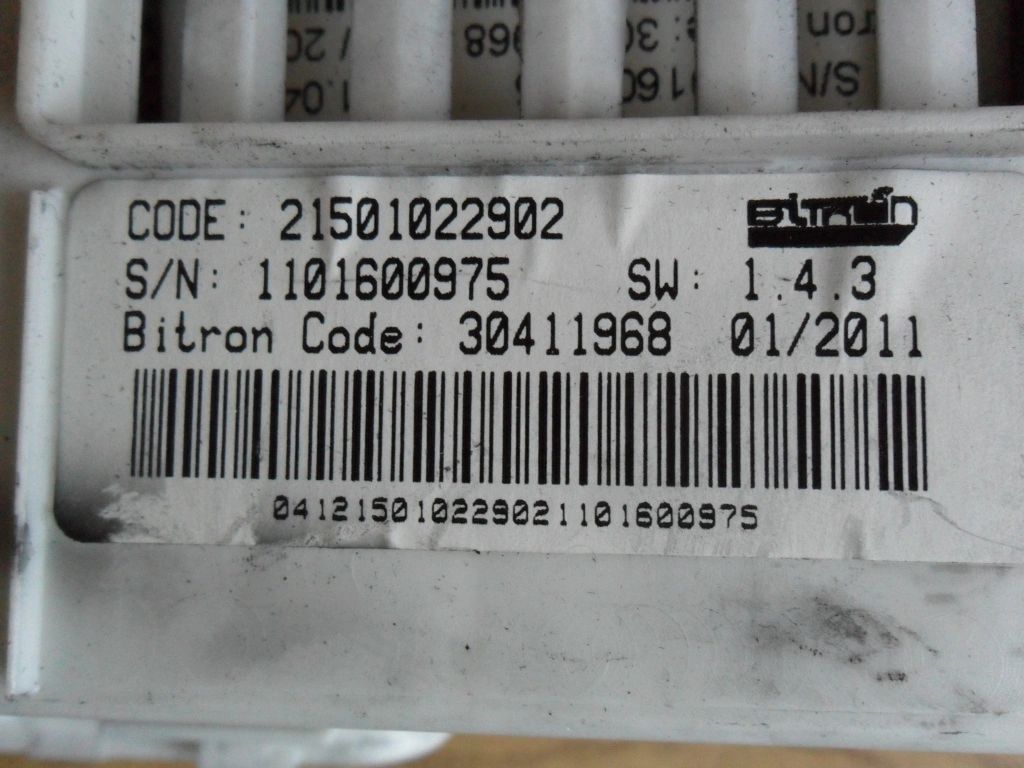 CODE: 21501022902
Bitron
S/N: 1101600975 SW: 1.4.3
Bitron Code: 30411968 01/2011
041215010229021101600975